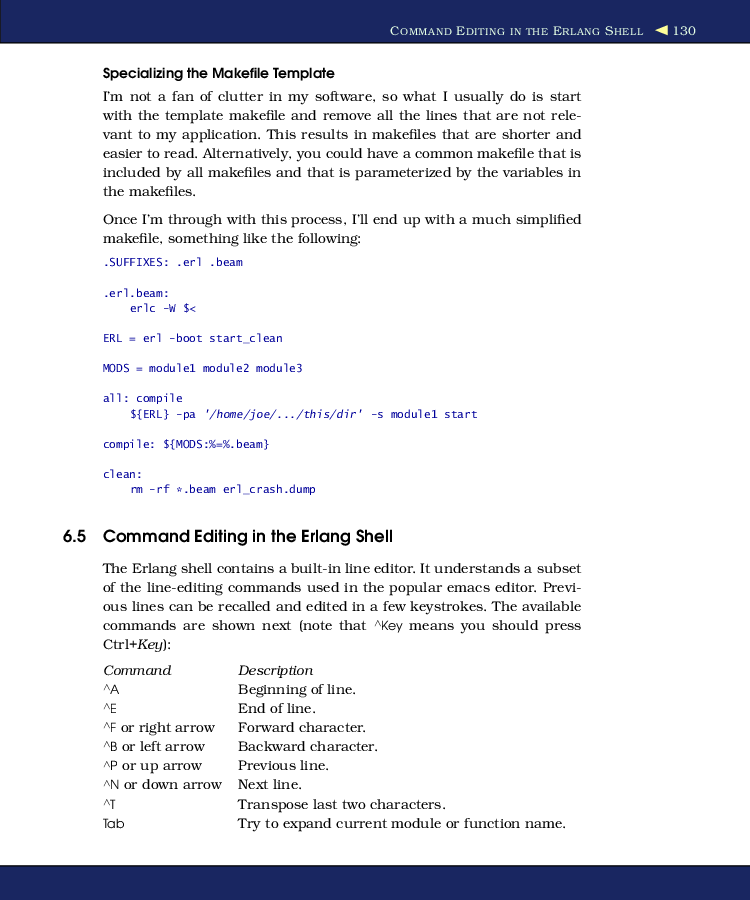 COMMAND EDITING IN THE ERLANG SHELL ◀ 130
Specializing the Makefile Template
I'm not a fan of clutter in my software, so what I usually do is start
with the template makefile and remove all the lines that are not rele-
vant to my application. This results in makefiles that are shorter and
easier to read. Alternatively, you could have a common makefile that is
included by all makefiles and that is parameterized by the variables in
the makefiles.
Once I'm through with this process, I'll end up with a much simplified
makefile, something like the following:
.SUFFIXES: .erl .beam
.erl.beam:
erlc -W $<
ERL = erl -boot start_clean
MODS = module1 module2 module3
all: compile
${ERL} -pa '/home/joe/.../this/dir' -s module1 start
compile: ${MODS:%=%.beam}
clean:
rm -rf *.beam erl_crash.dump
6.5 Command Editing in the Erlang Shell
The Erlang shell contains a built-in line editor. It understands a subset
of the line-editing commands used in the popular emacs editor. Previ-
ous lines can be recalled and edited in a few keystrokes. The available
commands are shown next (note that ^Key means you should press
Ctrl+Key):
Command Description
^A Beginning of line.
^E End of line.
^F or right arrow Forward character.
^B or left arrow Backward character.
^P or up arrow Previous line.
^N or down arrow Next line.
^T Transpose last two characters.
Tab Try to expand current module or function name.